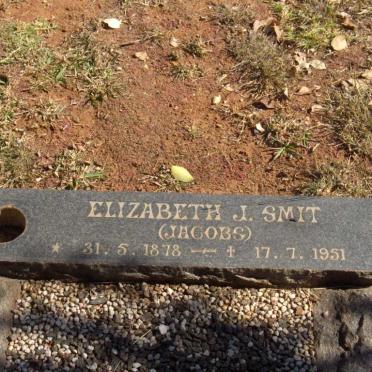 ELIZABETH J. SMIT
(JACOBS)
* 31. 5. 1878 — † 17. 7. 1951